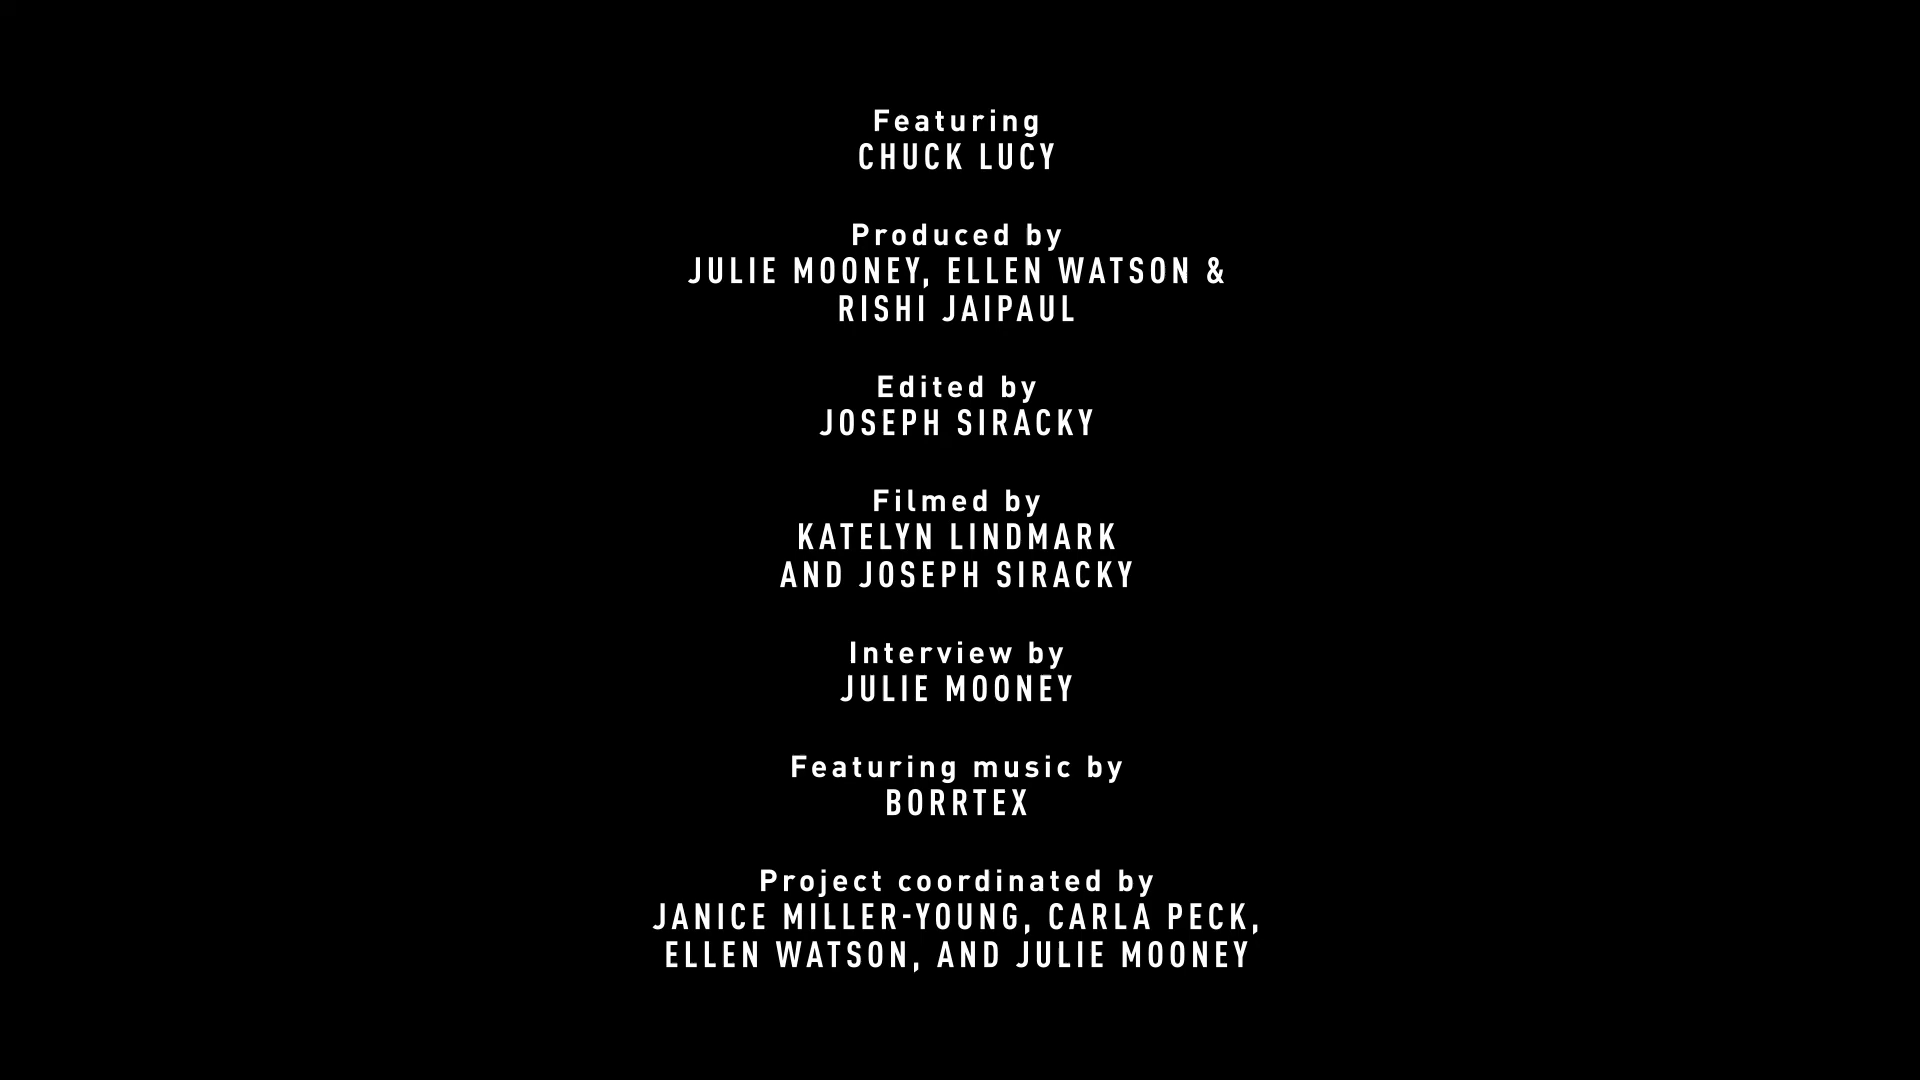 Featuring
CHUCK LUCY
Produced by
JULIE MOONEY, ELLEN WATSON &
RISHI JAIPAUL
Edited by
JOSEPH SIRACKY
Filmed by
KATELYN LINDMARK
AND JOSEPH SIRACKY
Interview by
JULIE MOONEY
Featuring music by
BORRTEX
Project coordinated by
JANICE MILLER-YOUNG, CARLA PECK,
ELLEN WATSON, AND JULIE MOONEY